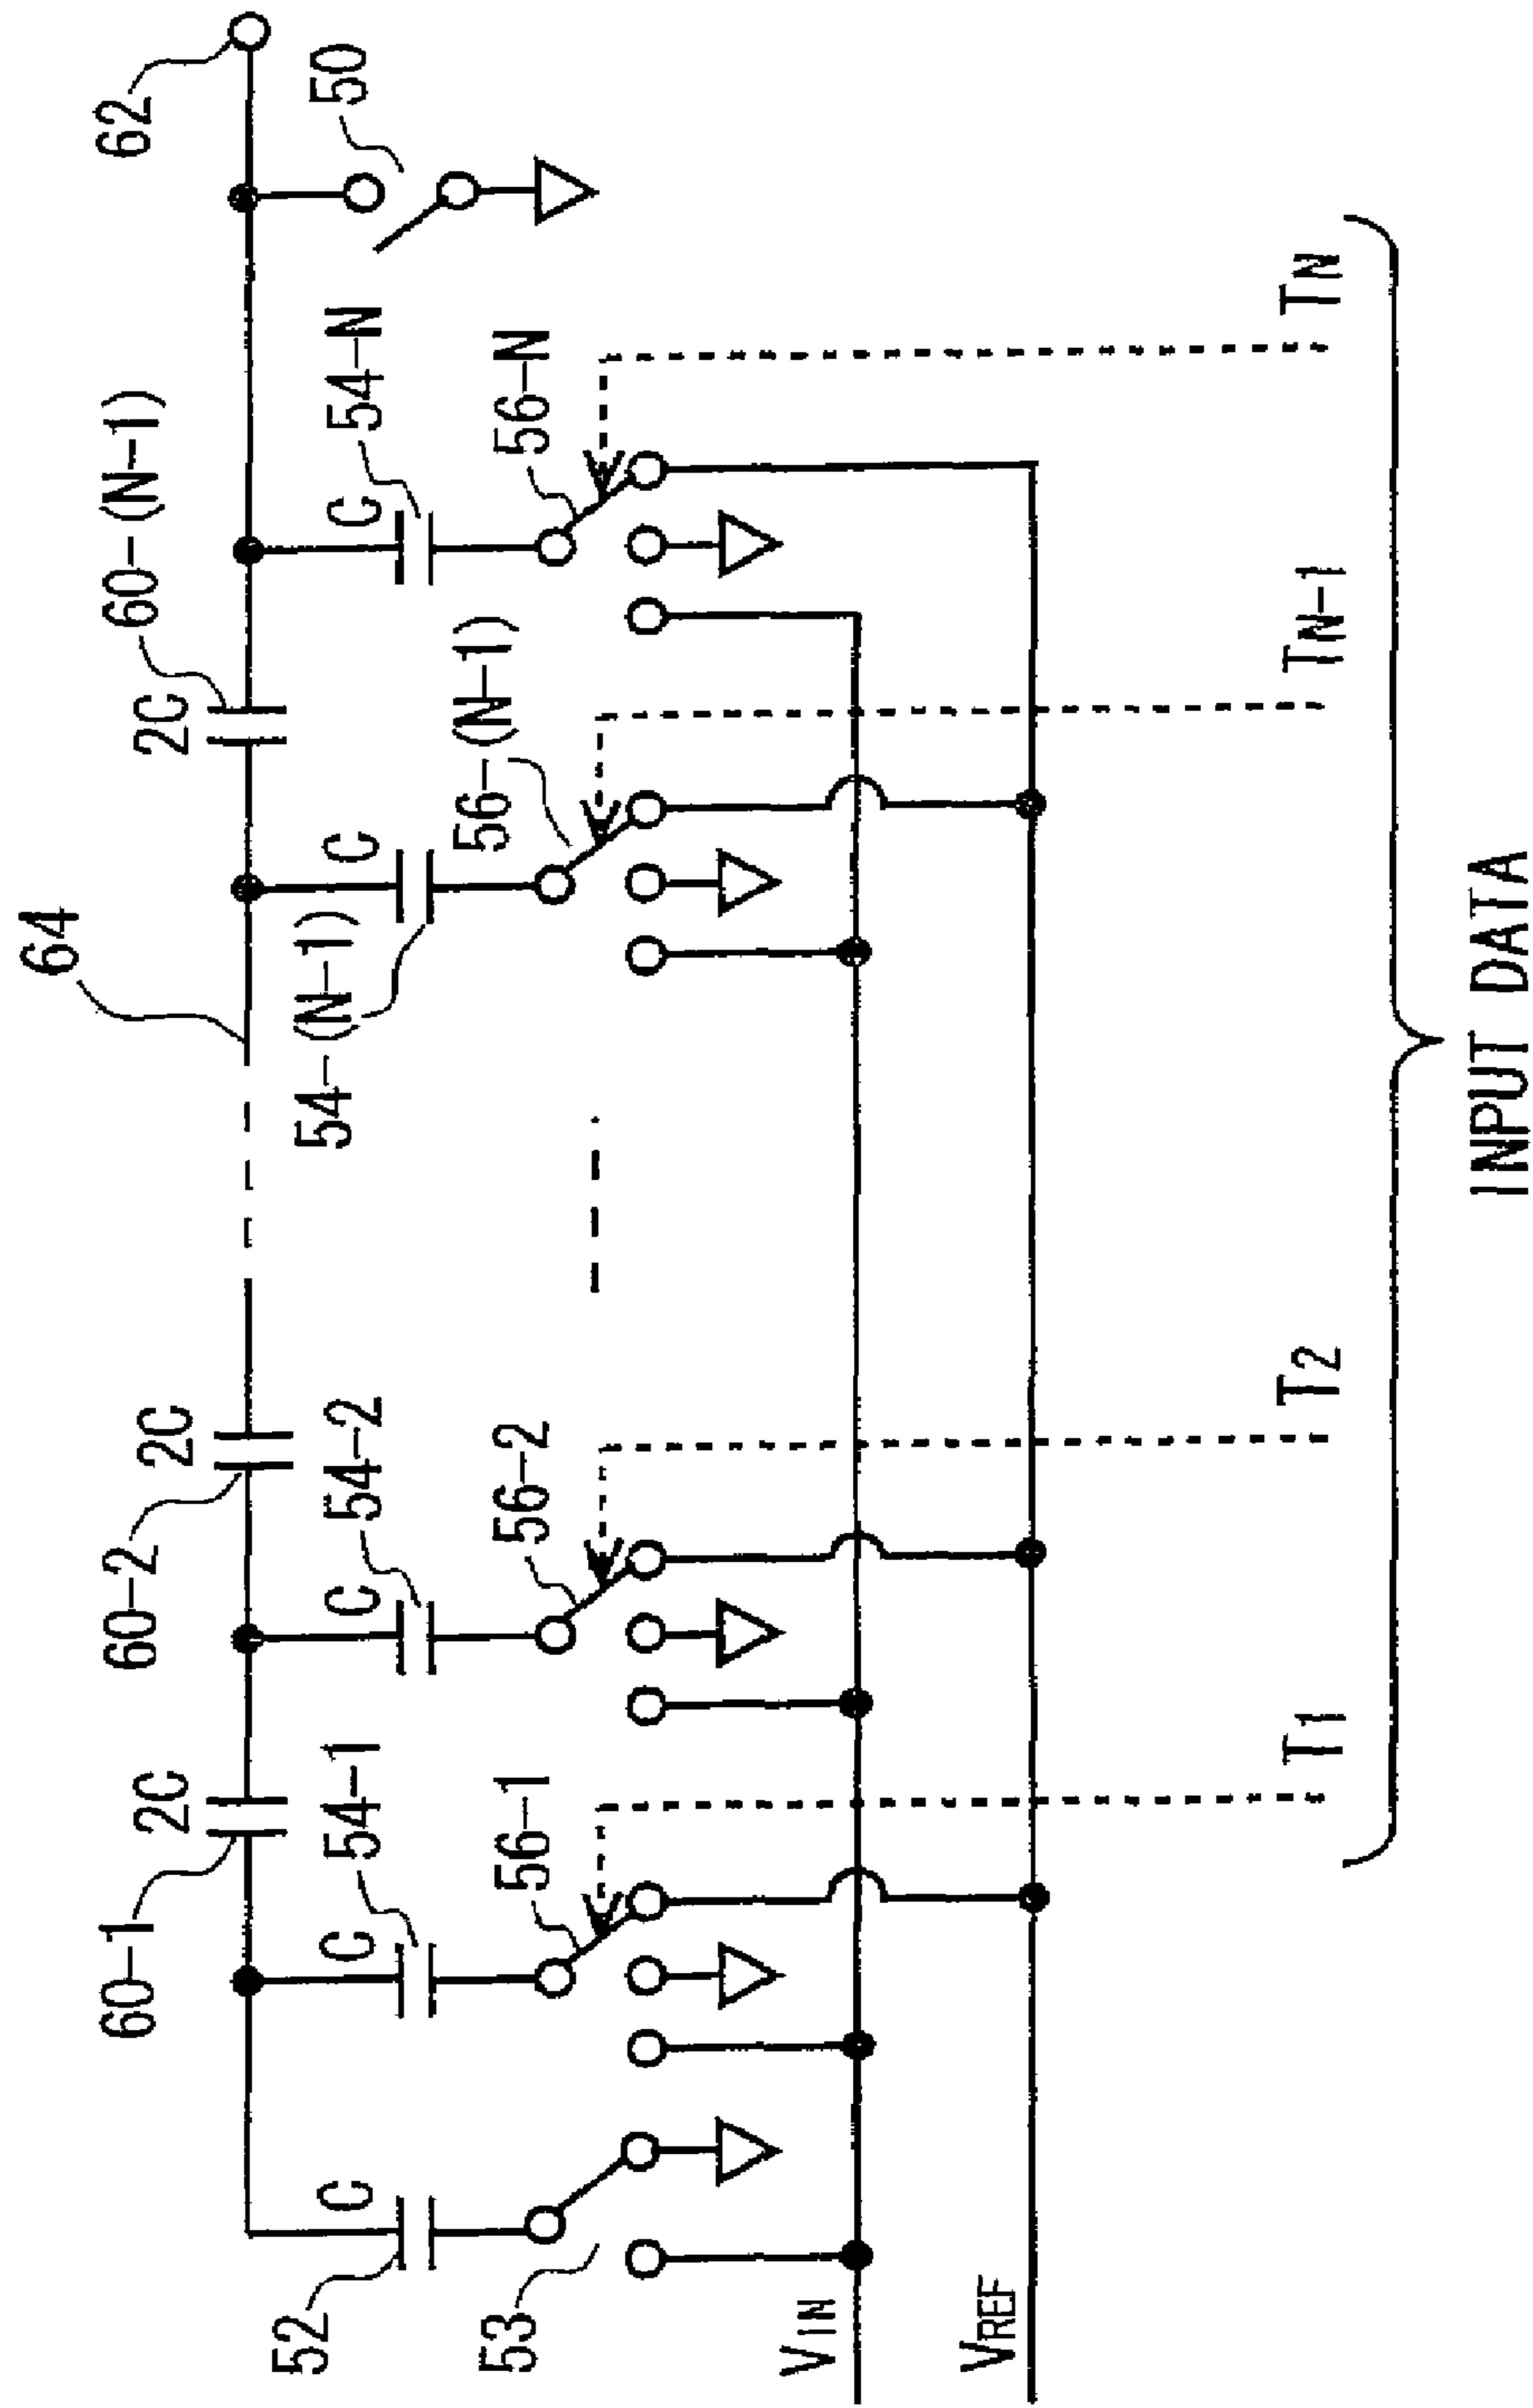 62
50
60-(N-1)
2C
C
54-N
56-N
64
54-(N-1)
C
56-(N-1)
60-2
2C
C
54-2
56-2
60-1
2C
C
54-1
56-1
52
C
53
VIN
VREF
T1
T2
TN-1
TN
INPUT DATA